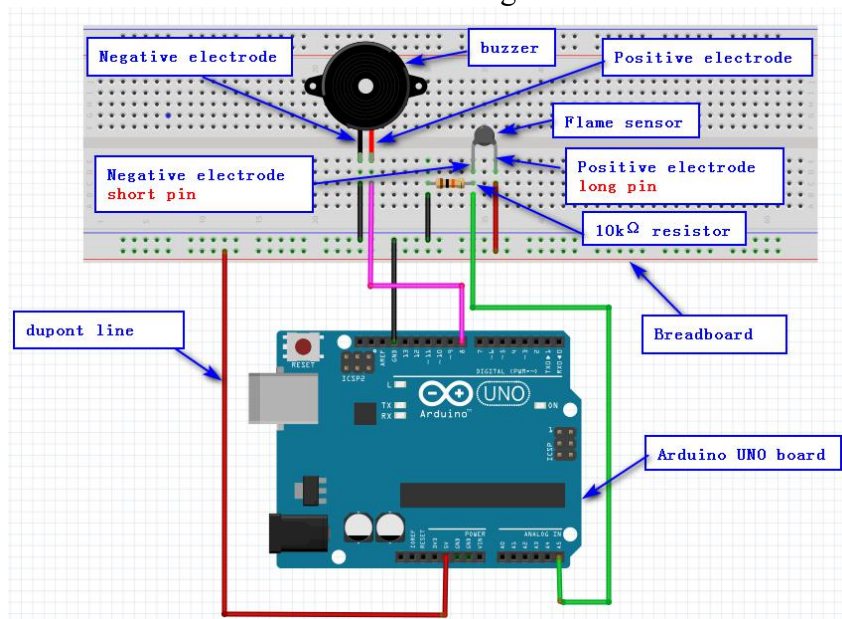 buzzer
Negative electrode
Positive electrode
Flame sensor
Negative electrode
short pin
Positive electrode
long pin
10kΩ resistor
Breadboard
dupont line
RESET
ICSP2
AREF
GND
13
12
~11
~10
~9
8
7
~6
~5
4
~3
2
TX▶1
RX◀0
DIGITAL (PWM=~)
L
TX
RX
Arduino™
UNO
ON
ICSP
1
Arduino UNO board
IOREF
RESET
3V3
5V
GND
GND
VIN
POWER
ANALOG IN
A0
A1
A2
A3
A4
A5